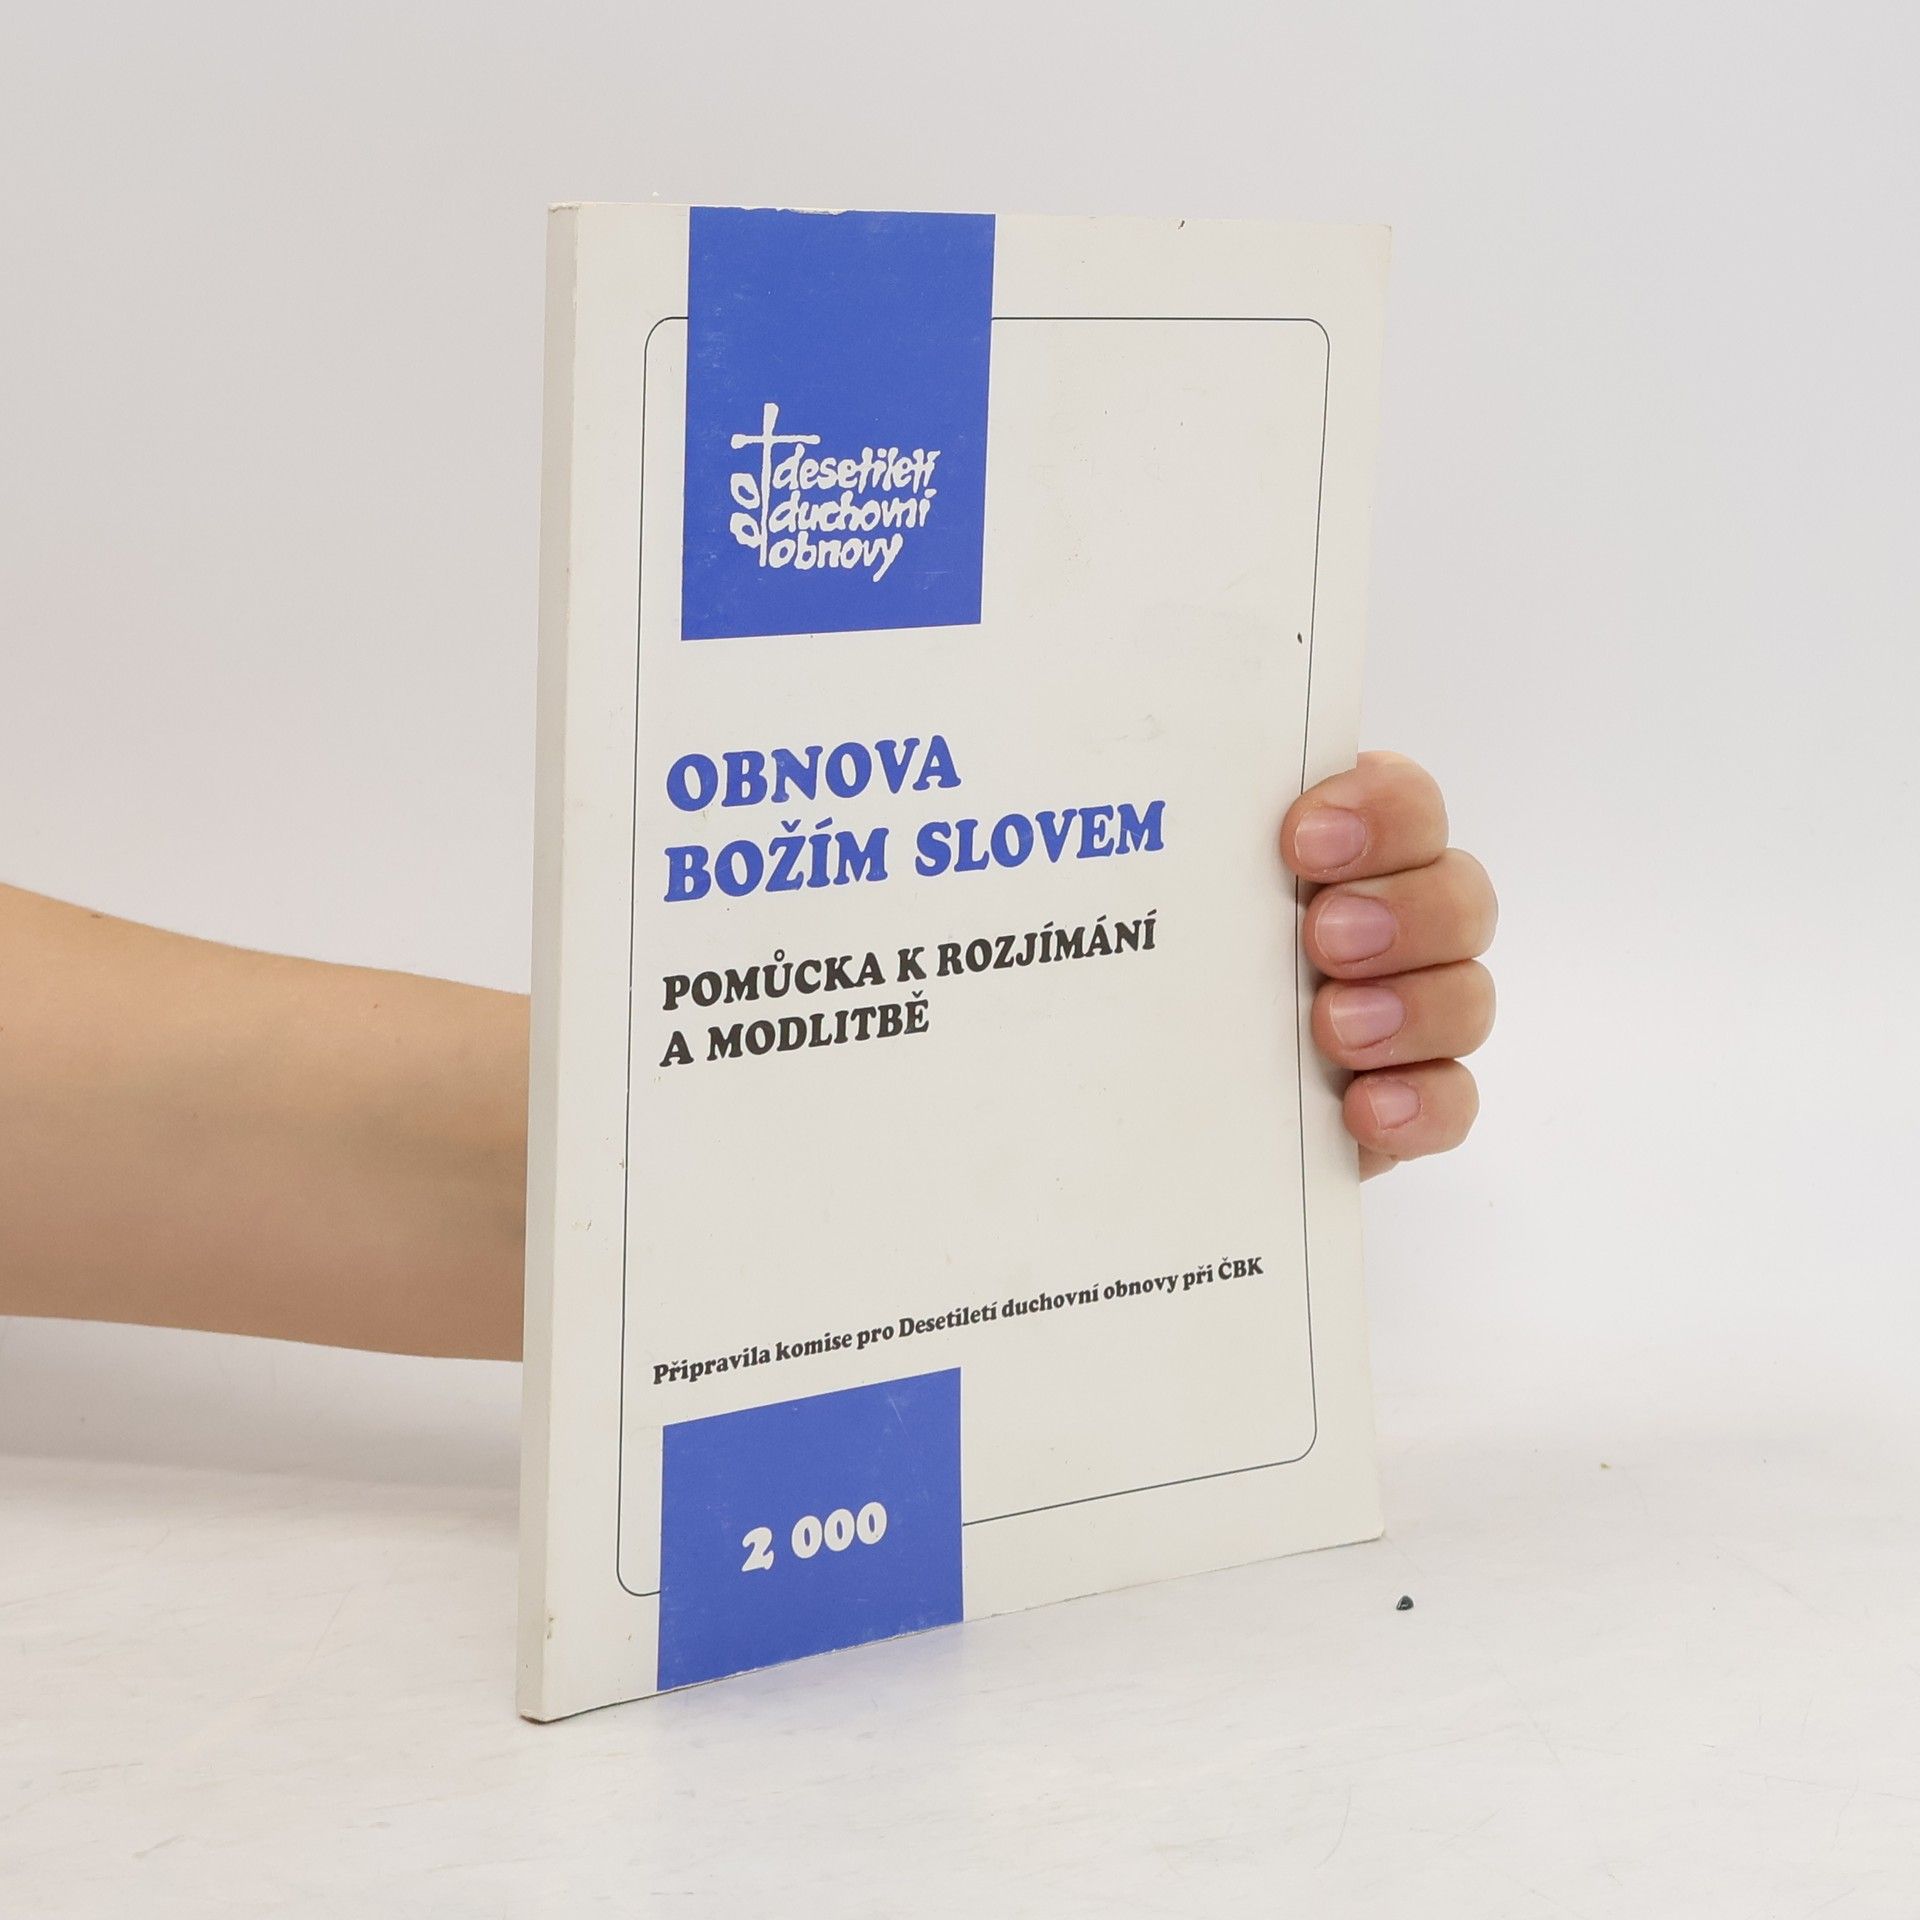 desetiletí
duchovní
obnovy
OBNOVA
BOŽÍM SLOVEM
POMŮCKA K ROZJÍMÁNÍ
A MODLITBĚ
Připravila komise pro Desetiletí duchovní obnovy při ČBK
2 000